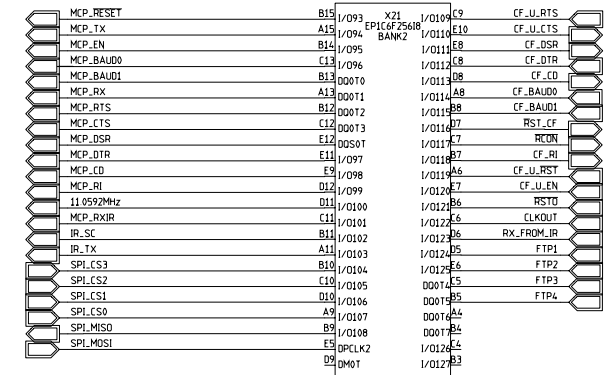 MCP_RESET B15 I/O93 X21 I/O109 C9 CF_U_RTS
MCP_TX A15 I/O94 EP1C6F256I8 I/O110 E10 CF_U_CTS
MCP_EN B14 I/O95 BANK2 I/O111 E8 CF_DSR
MCP_BAUD0 C13 I/O96 I/O112 C8 CF_DTR
MCP_BAUD1 B13 DQ0T0 I/O113 D8 CF_CD
MCP_RX A13 DQ0T1 I/O114 A8 CF_BAUD0
MCP_RTS B12 DQ0T2 I/O115 B8 CF_BAUD1
MCP_CTS C12 DQ0T3 I/O116 D7 RST_CF
MCP_DSR E12 DQS0T I/O117 C7 RCON
MCP_DTR E11 I/O97 I/O118 B7 CF_RI
MCP_CD E9 I/O98 I/O119 A6 CF_U_RST
MCP_RI D12 I/O99 I/O120 E7 CF_U_EN
11.0592MHz D11 I/O100 I/O121 B6 RSTO
MCP_RXIR C11 I/O101 I/O122 C6 CLKOUT
IR_SC B11 I/O102 I/O123 D6 RX_FROM_IR
IR_TX A11 I/O103 I/O124 D5 FTP1
SPI_CS3 B10 I/O104 I/O125 E6 FTP2
SPI_CS2 C10 I/O105 DQ0T4 C5 FTP3
SPI_CS1 D10 I/O106 DQ0T5 B5 FTP4
SPI_CS0 A9 I/O107 DQ0T6 A4
SPI_MISO B9 I/O108 DQ0T7 B4
SPI_MOSI E5 DPCLK2 I/O126 C4
D9 DM0T I/O127 B3